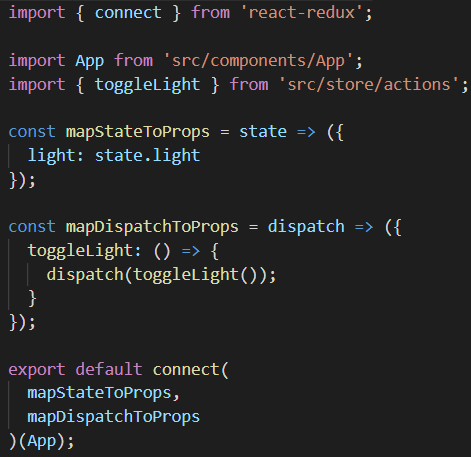 import { connect } from 'react-redux';
import App from 'src/components/App';
import { toggleLight } from 'src/store/actions';
const mapStateToProps = state => ({
  light: state.light
});
const mapDispatchToProps = dispatch => ({
  toggleLight: () => {
    dispatch(toggleLight());
  }
});
export default connect(
  mapStateToProps,
  mapDispatchToProps
)(App);